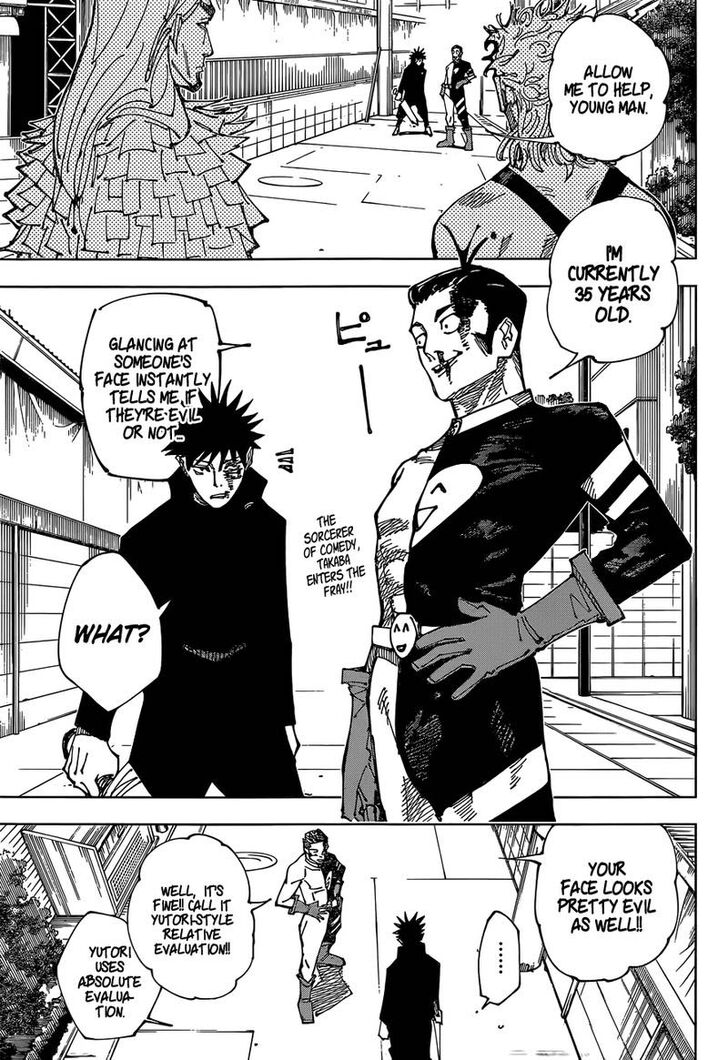 ALLOW
ME TO HELP,
YOUNG MAN.
I'M
CURRENTLY
35 YEARS
OLD.
ピュー
GLANCING AT
SOMEONE'S
FACE INSTANTLY
TELLS ME IF
THEY'RE EVIL
OR NOT...
THE
SORCERER
OF COMEDY,
TAKABA
ENTERS THE
FRAY!!
WHAT?
YOUR
FACE LOOKS
PRETTY EVIL
AS WELL!!
......
WELL, IT'S
FINE!! CALL IT
YUTORI-STYLE
RELATIVE
EVALUATION!!
YUTORI
USES
ABSOLUTE
EVALUA-
TION.